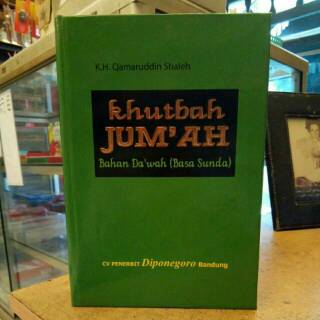 K.H. Qamaruddin Shaleh
khutbah
JUM'AH
Bahan Da'wah (Basa Sunda)
CV PENERBIT Diponegoro Bandung